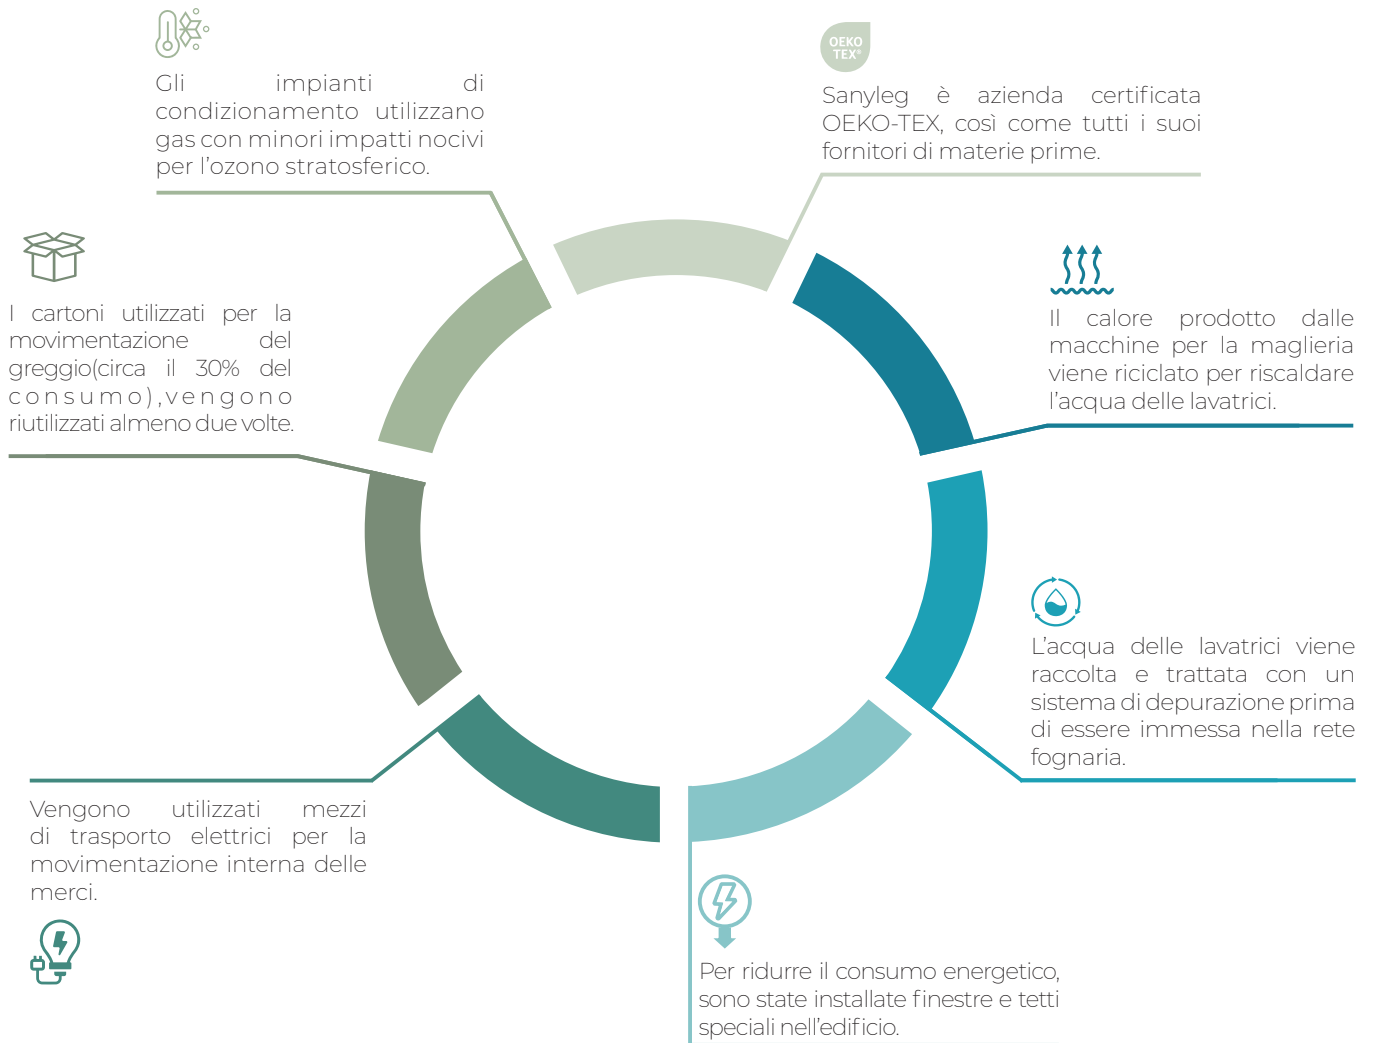 Gli impianti di
condizionamento utilizzano
gas con minori impatti nocivi
per l'ozono stratosferico.
OEKO
TEX®
Sanyleg è azienda certificata
OEKO-TEX, così come tutti i suoi
fornitori di materie prime.
I cartoni utilizzati per la
movimentazione del
greggio(circa il 30% del
consumo),vengono
riutilizzati almeno due volte.
Il calore prodotto dalle
macchine per la maglieria
viene riciclato per riscaldare
l'acqua delle lavatrici.
L'acqua delle lavatrici viene
raccolta e trattata con un
sistema di depurazione prima
di essere immessa nella rete
fognaria.
Vengono utilizzati mezzi
di trasporto elettrici per la
movimentazione interna delle
merci.
Per ridurre il consumo energetico,
sono state installate finestre e tetti
speciali nell'edificio.